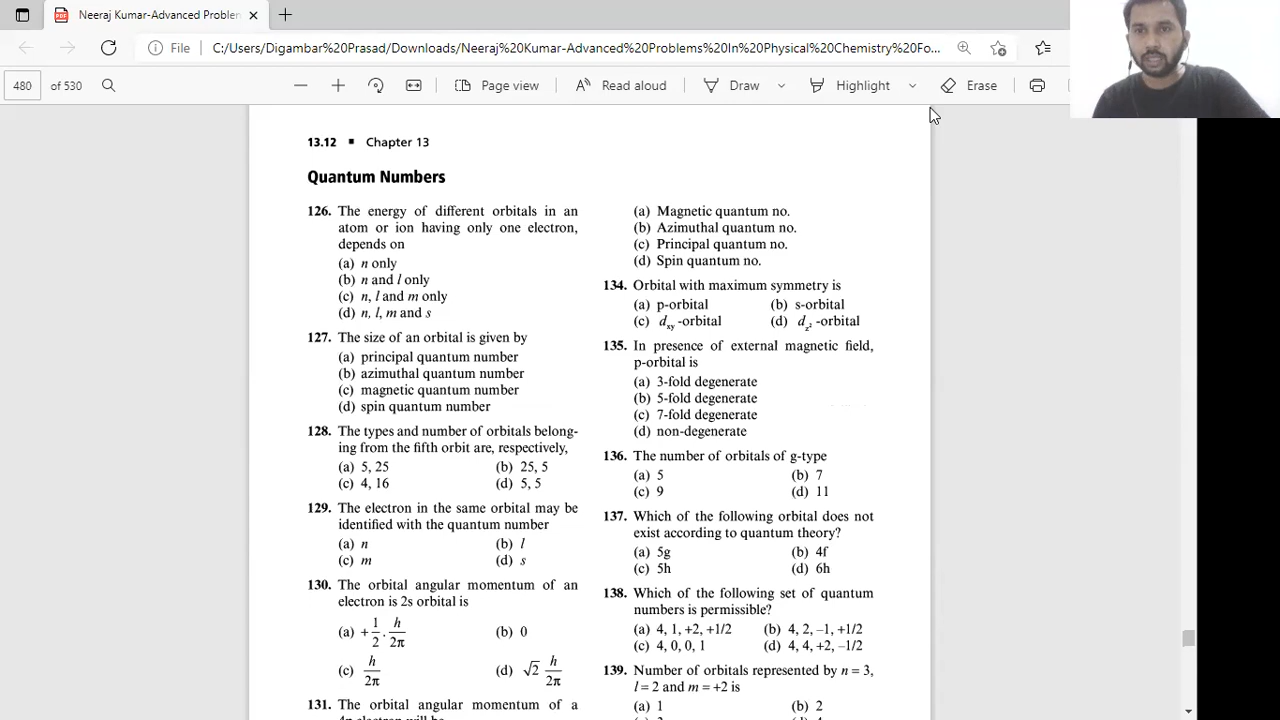 Neeraj Kumar-Advanced Problem
File
C:/Users/Digambar%20Prasad/Downloads/Neeraj%20Kumar-Advanced%20Problems%20In%20Physical%20Chemistry%20Fo...
480 of 530
Page view
Read aloud
Draw
Highlight
Erase
13.12 ■ Chapter 13
Quantum Numbers
126. The energy of different orbitals in an
atom or ion having only one electron,
depends on
(a) n only
(b) n and l only
(c) n, l and m only
(d) n, l, m and s
127. The size of an orbital is given by
(a) principal quantum number
(b) azimuthal quantum number
(c) magnetic quantum number
(d) spin quantum number
128. The types and number of orbitals belong-
ing from the fifth orbit are, respectively,
(a) 5, 25 (b) 25, 5
(c) 4, 16 (d) 5, 5
129. The electron in the same orbital may be
identified with the quantum number
(a) n (b) l
(c) m (d) s
130. The orbital angular momentum of an
electron is 2s orbital is
(a) +1/2 . h/2π (b) 0
(c) h/2π (d) √2 h/2π
131. The orbital angular momentum of a
(a) Magnetic quantum no.
(b) Azimuthal quantum no.
(c) Principal quantum no.
(d) Spin quantum no.
134. Orbital with maximum symmetry is
(a) p-orbital (b) s-orbital
(c) dxy -orbital (d) dz² -orbital
135. In presence of external magnetic field,
p-orbital is
(a) 3-fold degenerate
(b) 5-fold degenerate
(c) 7-fold degenerate
(d) non-degenerate
136. The number of orbitals of g-type
(a) 5 (b) 7
(c) 9 (d) 11
137. Which of the following orbital does not
exist according to quantum theory?
(a) 5g (b) 4f
(c) 5h (d) 6h
138. Which of the following set of quantum
numbers is permissible?
(a) 4, 1, +2, +1/2 (b) 4, 2, –1, +1/2
(c) 4, 0, 0, 1 (d) 4, 4, +2, –1/2
139. Number of orbitals represented by n = 3,
l = 2 and m = +2 is
(a) 1 (b) 2